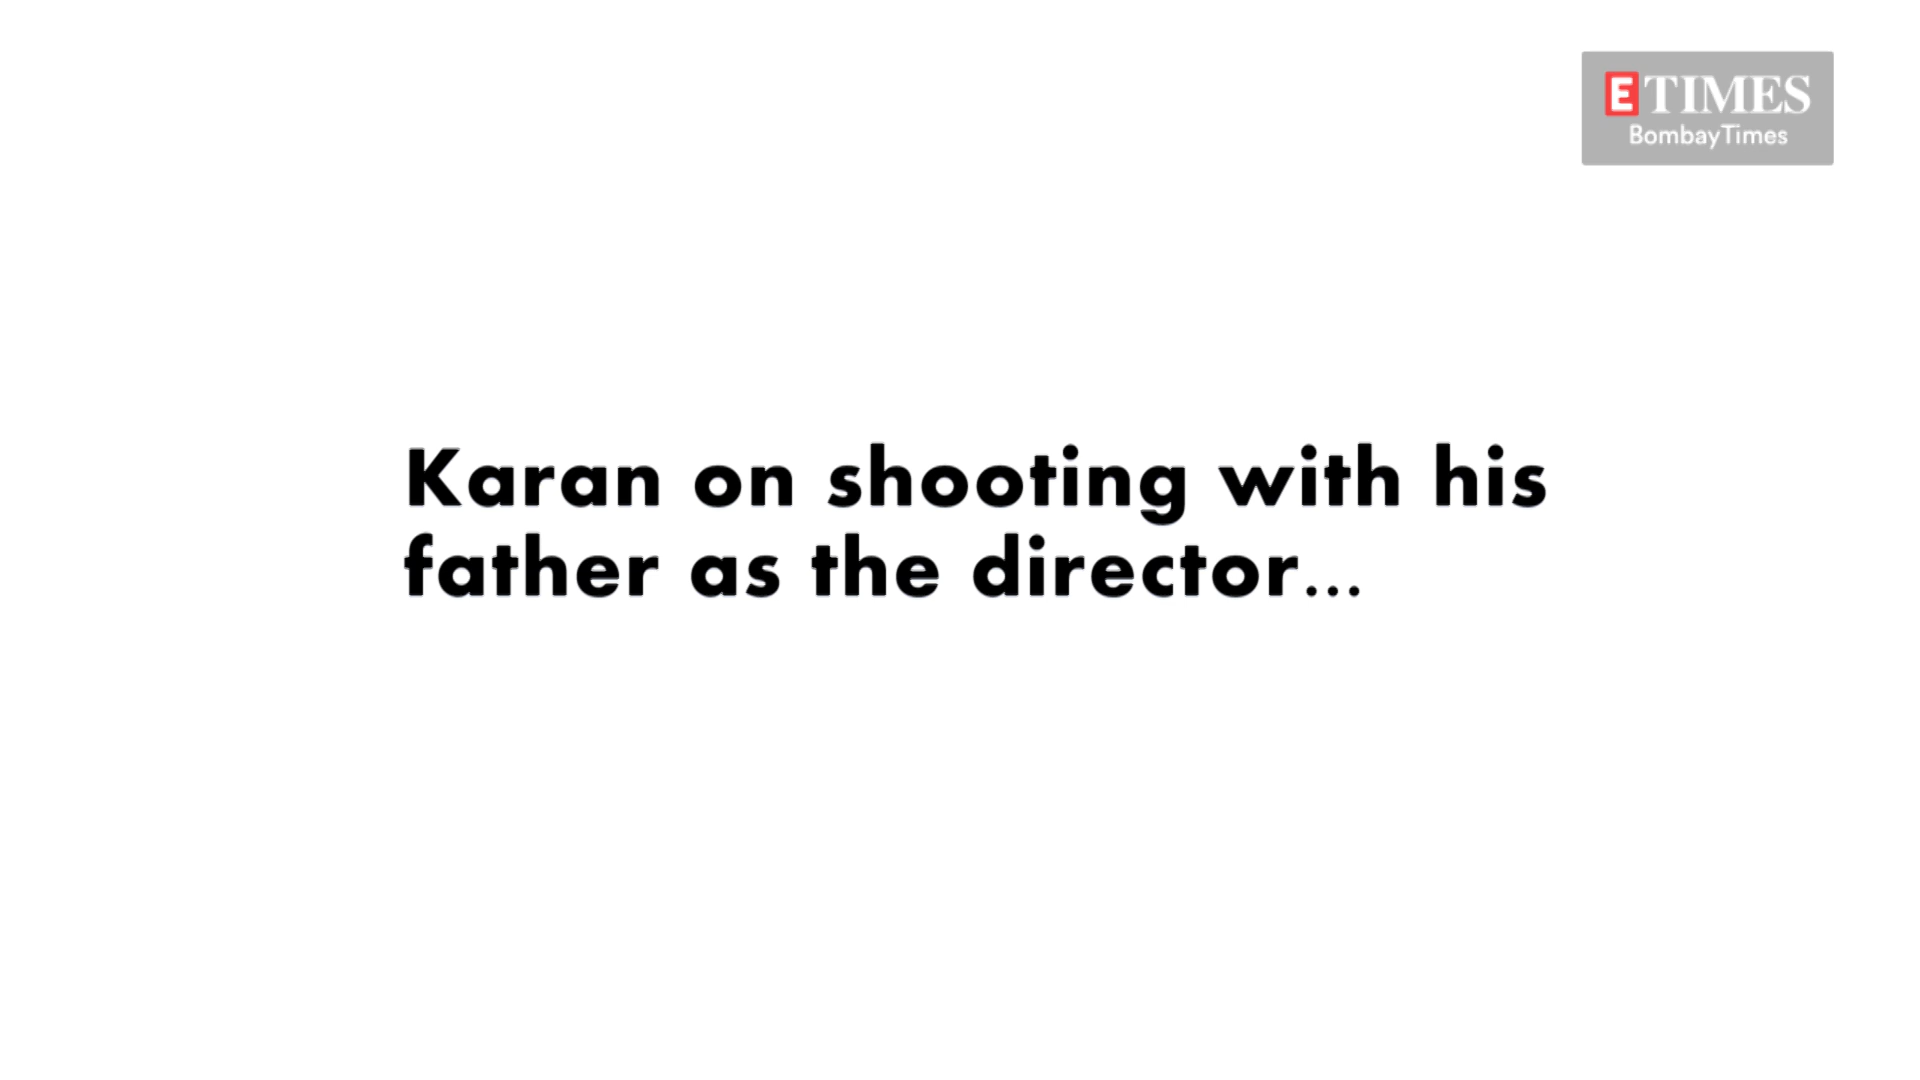 ETIMES
BombayTimes
Karan on shooting with his
father as the director...